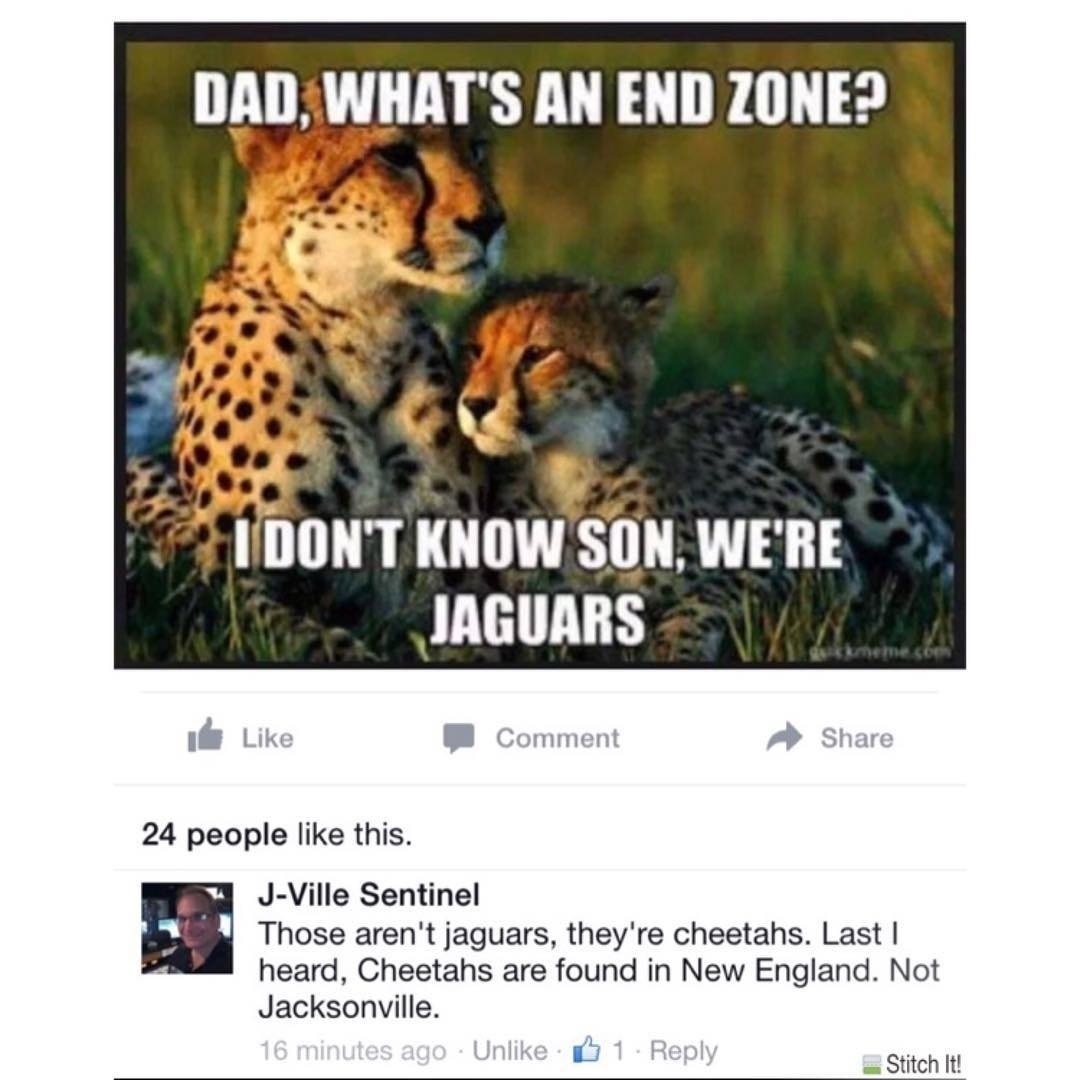 DAD, WHAT'S AN END ZONE?
I DON'T KNOW SON, WE'RE
JAGUARS
quickmeme.com
Like Comment Share
24 people like this.
J-Ville Sentinel
Those aren't jaguars, they're cheetahs. Last I
heard, Cheetahs are found in New England. Not
Jacksonville.
16 minutes ago · Unlike · 1 · Reply
Stitch It!